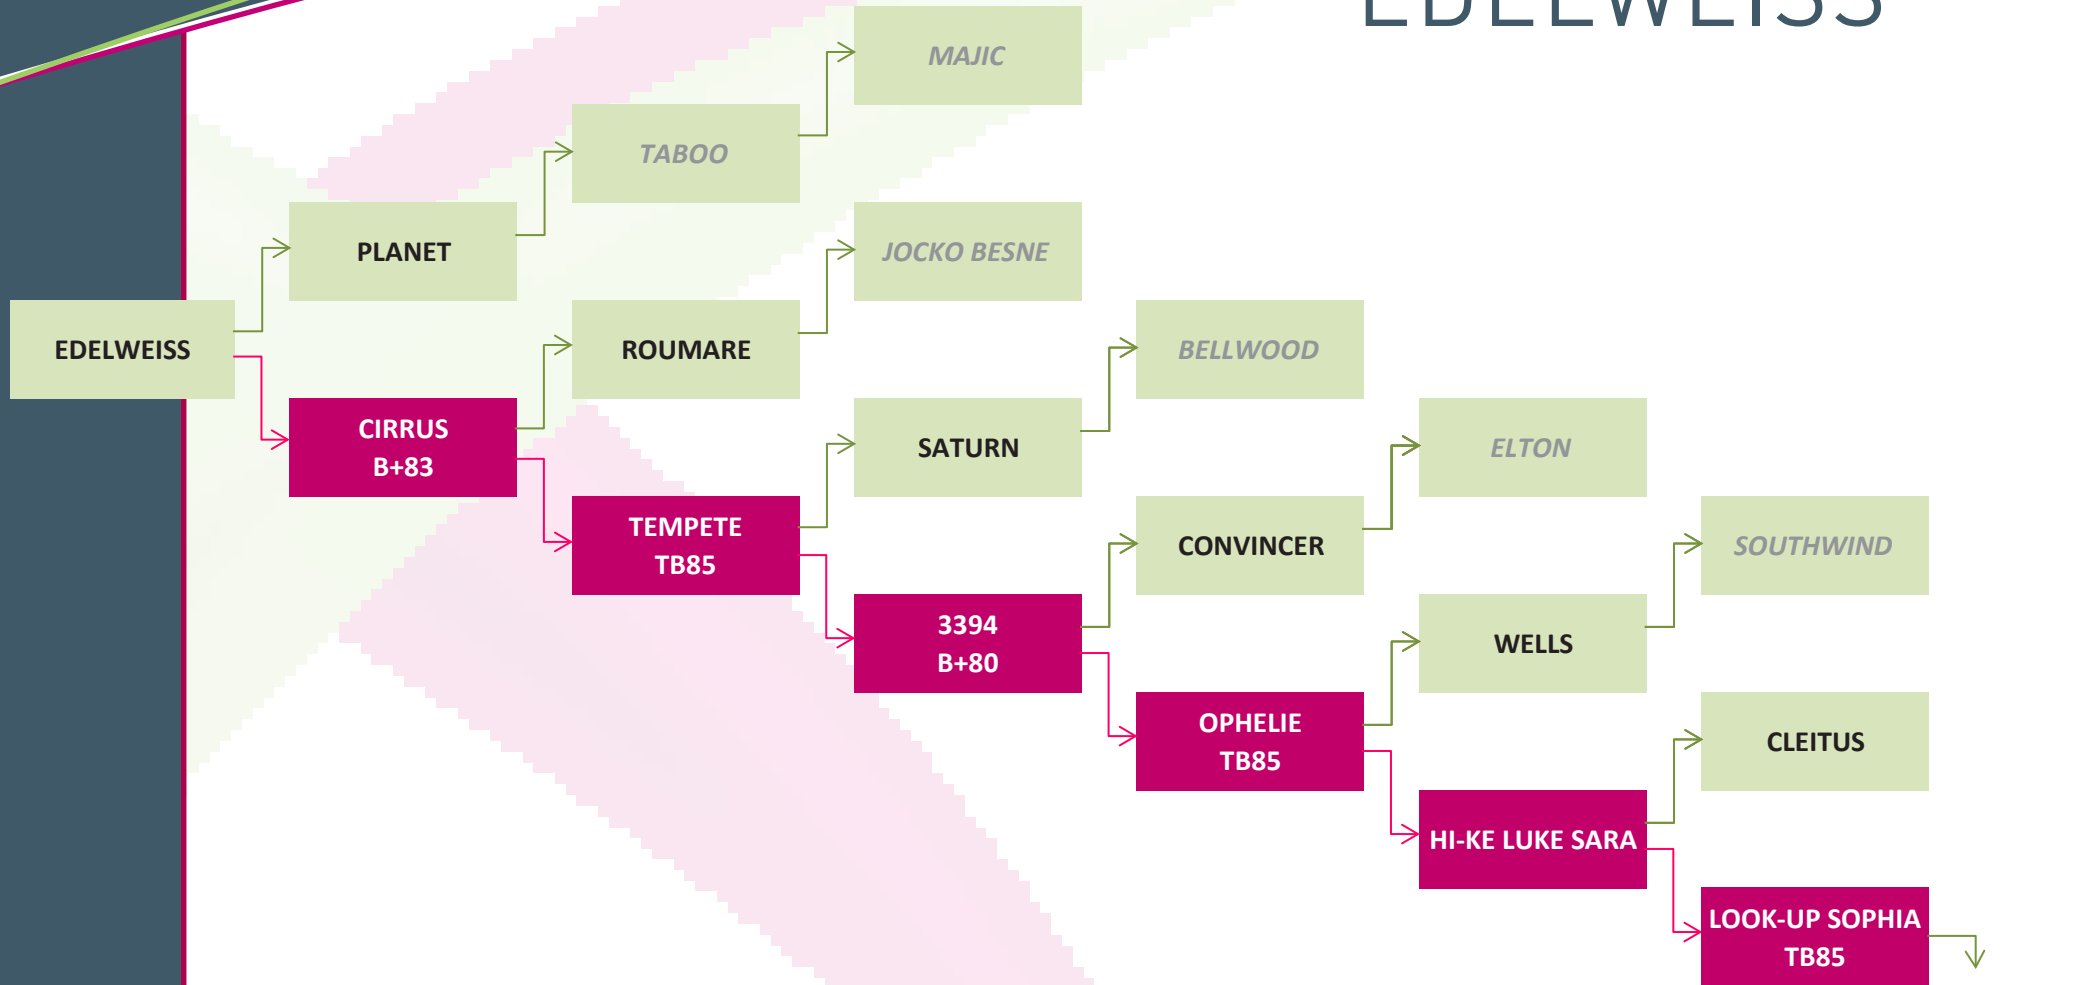 EDELWEISS
MAJIC
TABOO
PLANET
JOCKO BESNE
EDELWEISS
ROUMARE
BELLWOOD
CIRRUS
B+83
SATURN
ELTON
TEMPETE
TB85
CONVINCER
SOUTHWIND
3394
B+80
WELLS
OPHELIE
TB85
CLEITUS
HI-KE LUKE SARA
LOOK-UP SOPHIA
TB85